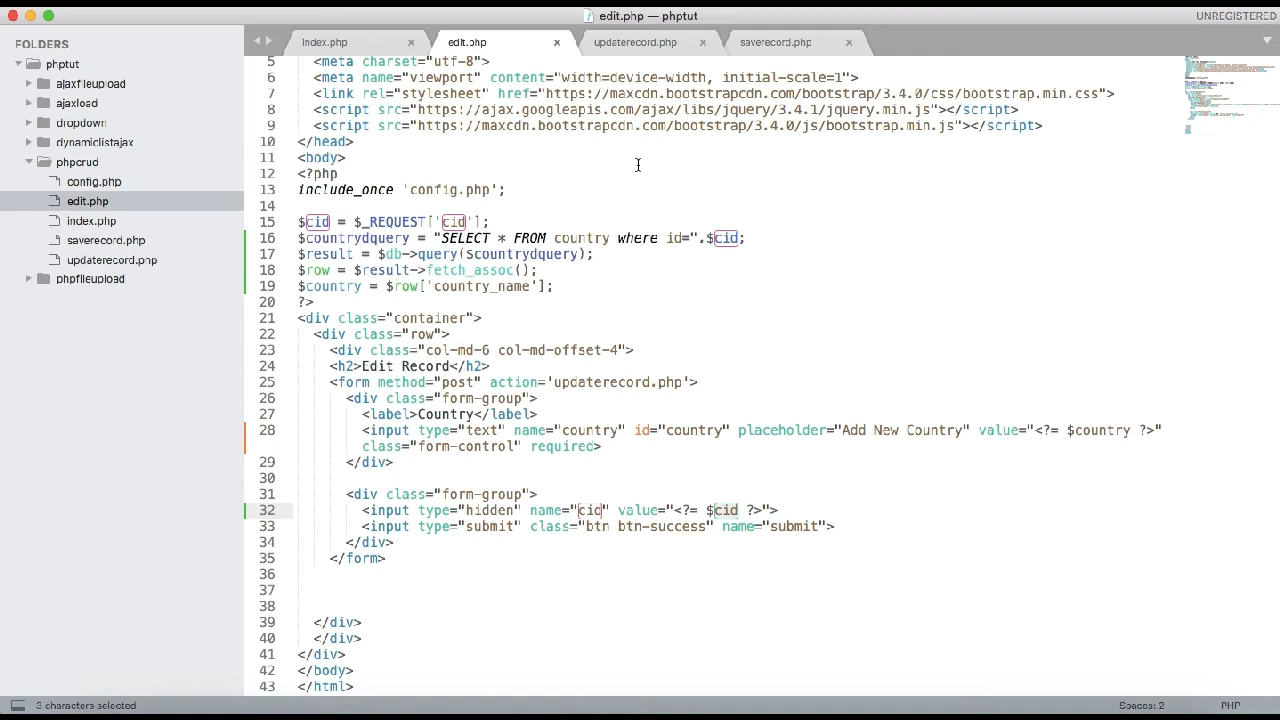 edit.php — phptut
UNREGISTERED
FOLDERS
phptut
ajaxfileupload
ajaxload
dropdown
dynamiclistajax
phpcrud
config.php
edit.php
index.php
saverecord.php
updaterecord.php
phpfileupload
index.php
edit.php
updaterecord.php
saverecord.php
5 <meta charset="utf-8">
6 <meta name="viewport" content="width=device-width, initial-scale=1">
7 <link rel="stylesheet" href="https://maxcdn.bootstrapcdn.com/bootstrap/3.4.0/css/bootstrap.min.css">
8 <script src="https://ajax.googleapis.com/ajax/libs/jquery/3.4.1/jquery.min.js"></script>
9 <script src="https://maxcdn.bootstrapcdn.com/bootstrap/3.4.0/js/bootstrap.min.js"></script>
10 </head>
11 <body>
12 <?php
13 include_once 'config.php';
14
15 $cid = $_REQUEST['cid'];
16 $countrydquery = "SELECT * FROM country where id=".$cid;
17 $result = $db->query($countrydquery);
18 $row = $result->fetch_assoc();
19 $country = $row['country_name'];
20 ?>
21 <div class="container">
22 <div class="row">
23 <div class="col-md-6 col-md-offset-4">
24 <h2>Edit Record</h2>
25 <form method="post" action='updaterecord.php'>
26 <div class="form-group">
27 <label>Country</label>
28 <input type="text" name="country" id="country" placeholder="Add New Country" value="<?= $country ?>"
class="form-control" required>
29 </div>
30
31 <div class="form-group">
32 <input type="hidden" name="cid" value="<?= $cid ?>">
33 <input type="submit" class="btn btn-success" name="submit">
34 </div>
35 </form>
36
37
38
39 </div>
40 </div>
41 </div>
42 </body>
43 </html>
3 characters selected
Spaces: 2
PHP